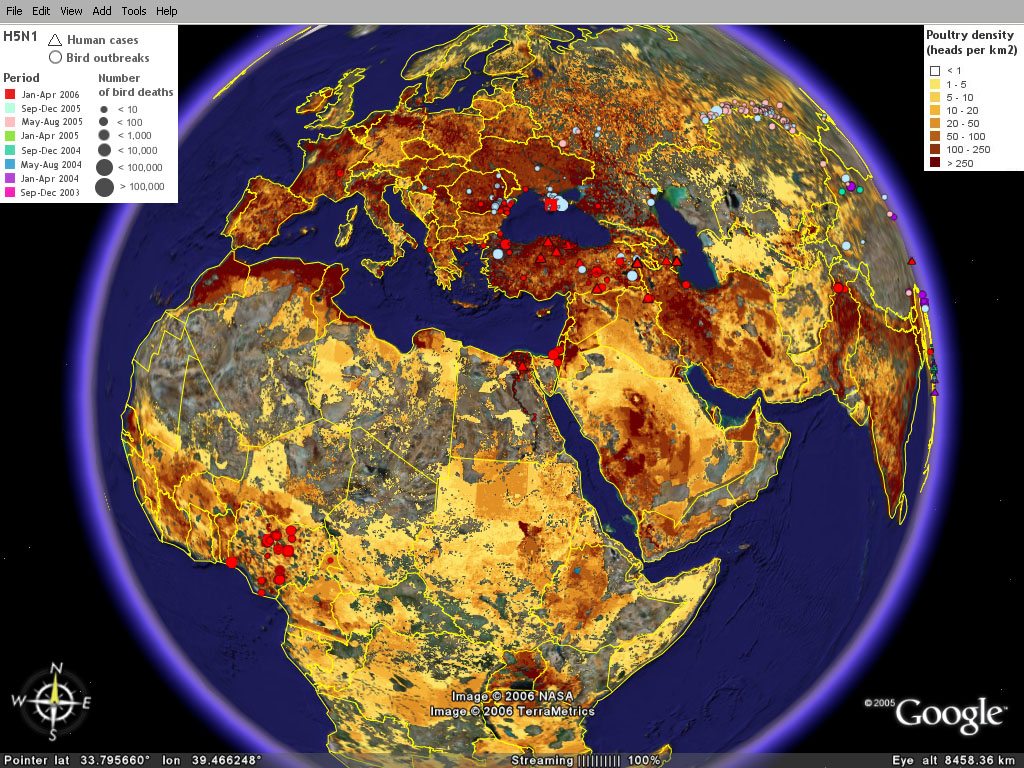 File Edit View Add Tools Help
H5N1
Human cases
Bird outbreaks
Period
Jan-Apr 2006
Sep-Dec 2005
May-Aug 2005
Jan-Apr 2005
Sep-Dec 2004
May-Aug 2004
Jan-Apr 2004
Sep-Dec 2003
Number
of bird deaths
< 10
< 100
< 1,000
< 10,000
< 100,000
> 100,000
Poultry density
(heads per km2)
< 1
1 - 5
5 - 10
10 - 20
20 - 50
50 - 100
100 - 250
> 250
N
W E
S
Image © 2006 NASA
Image © 2006 TerraMetrics
© 2005 Google™
Pointer lat 33.795660° lon 39.466248° Streaming |||||||||| 100% Eye alt 8458.36 km